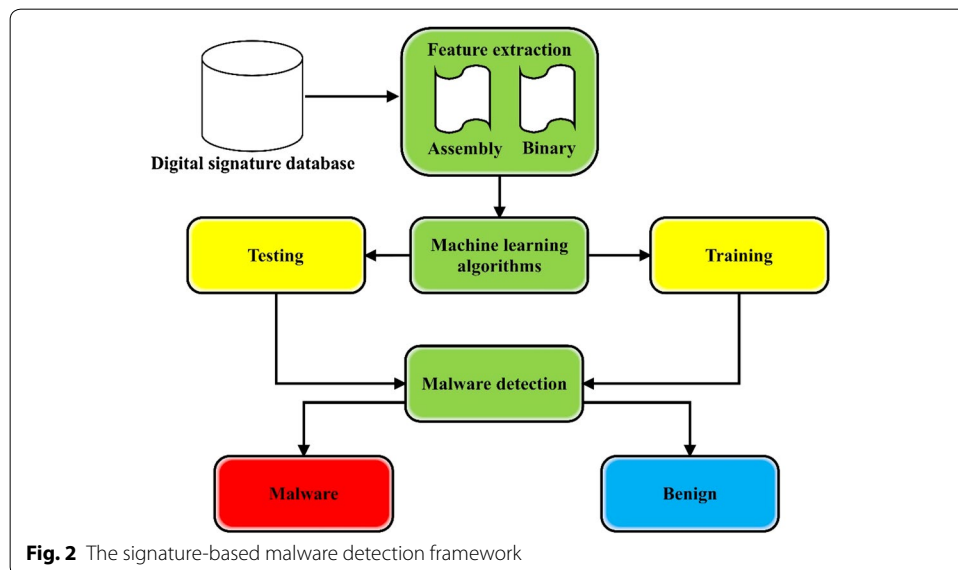 Feature extraction
Assembly Binary
Digital signature database
Testing
Machine learning
algorithms
Training
Malware detection
Malware
Benign
Fig. 2 The signature-based malware detection framework